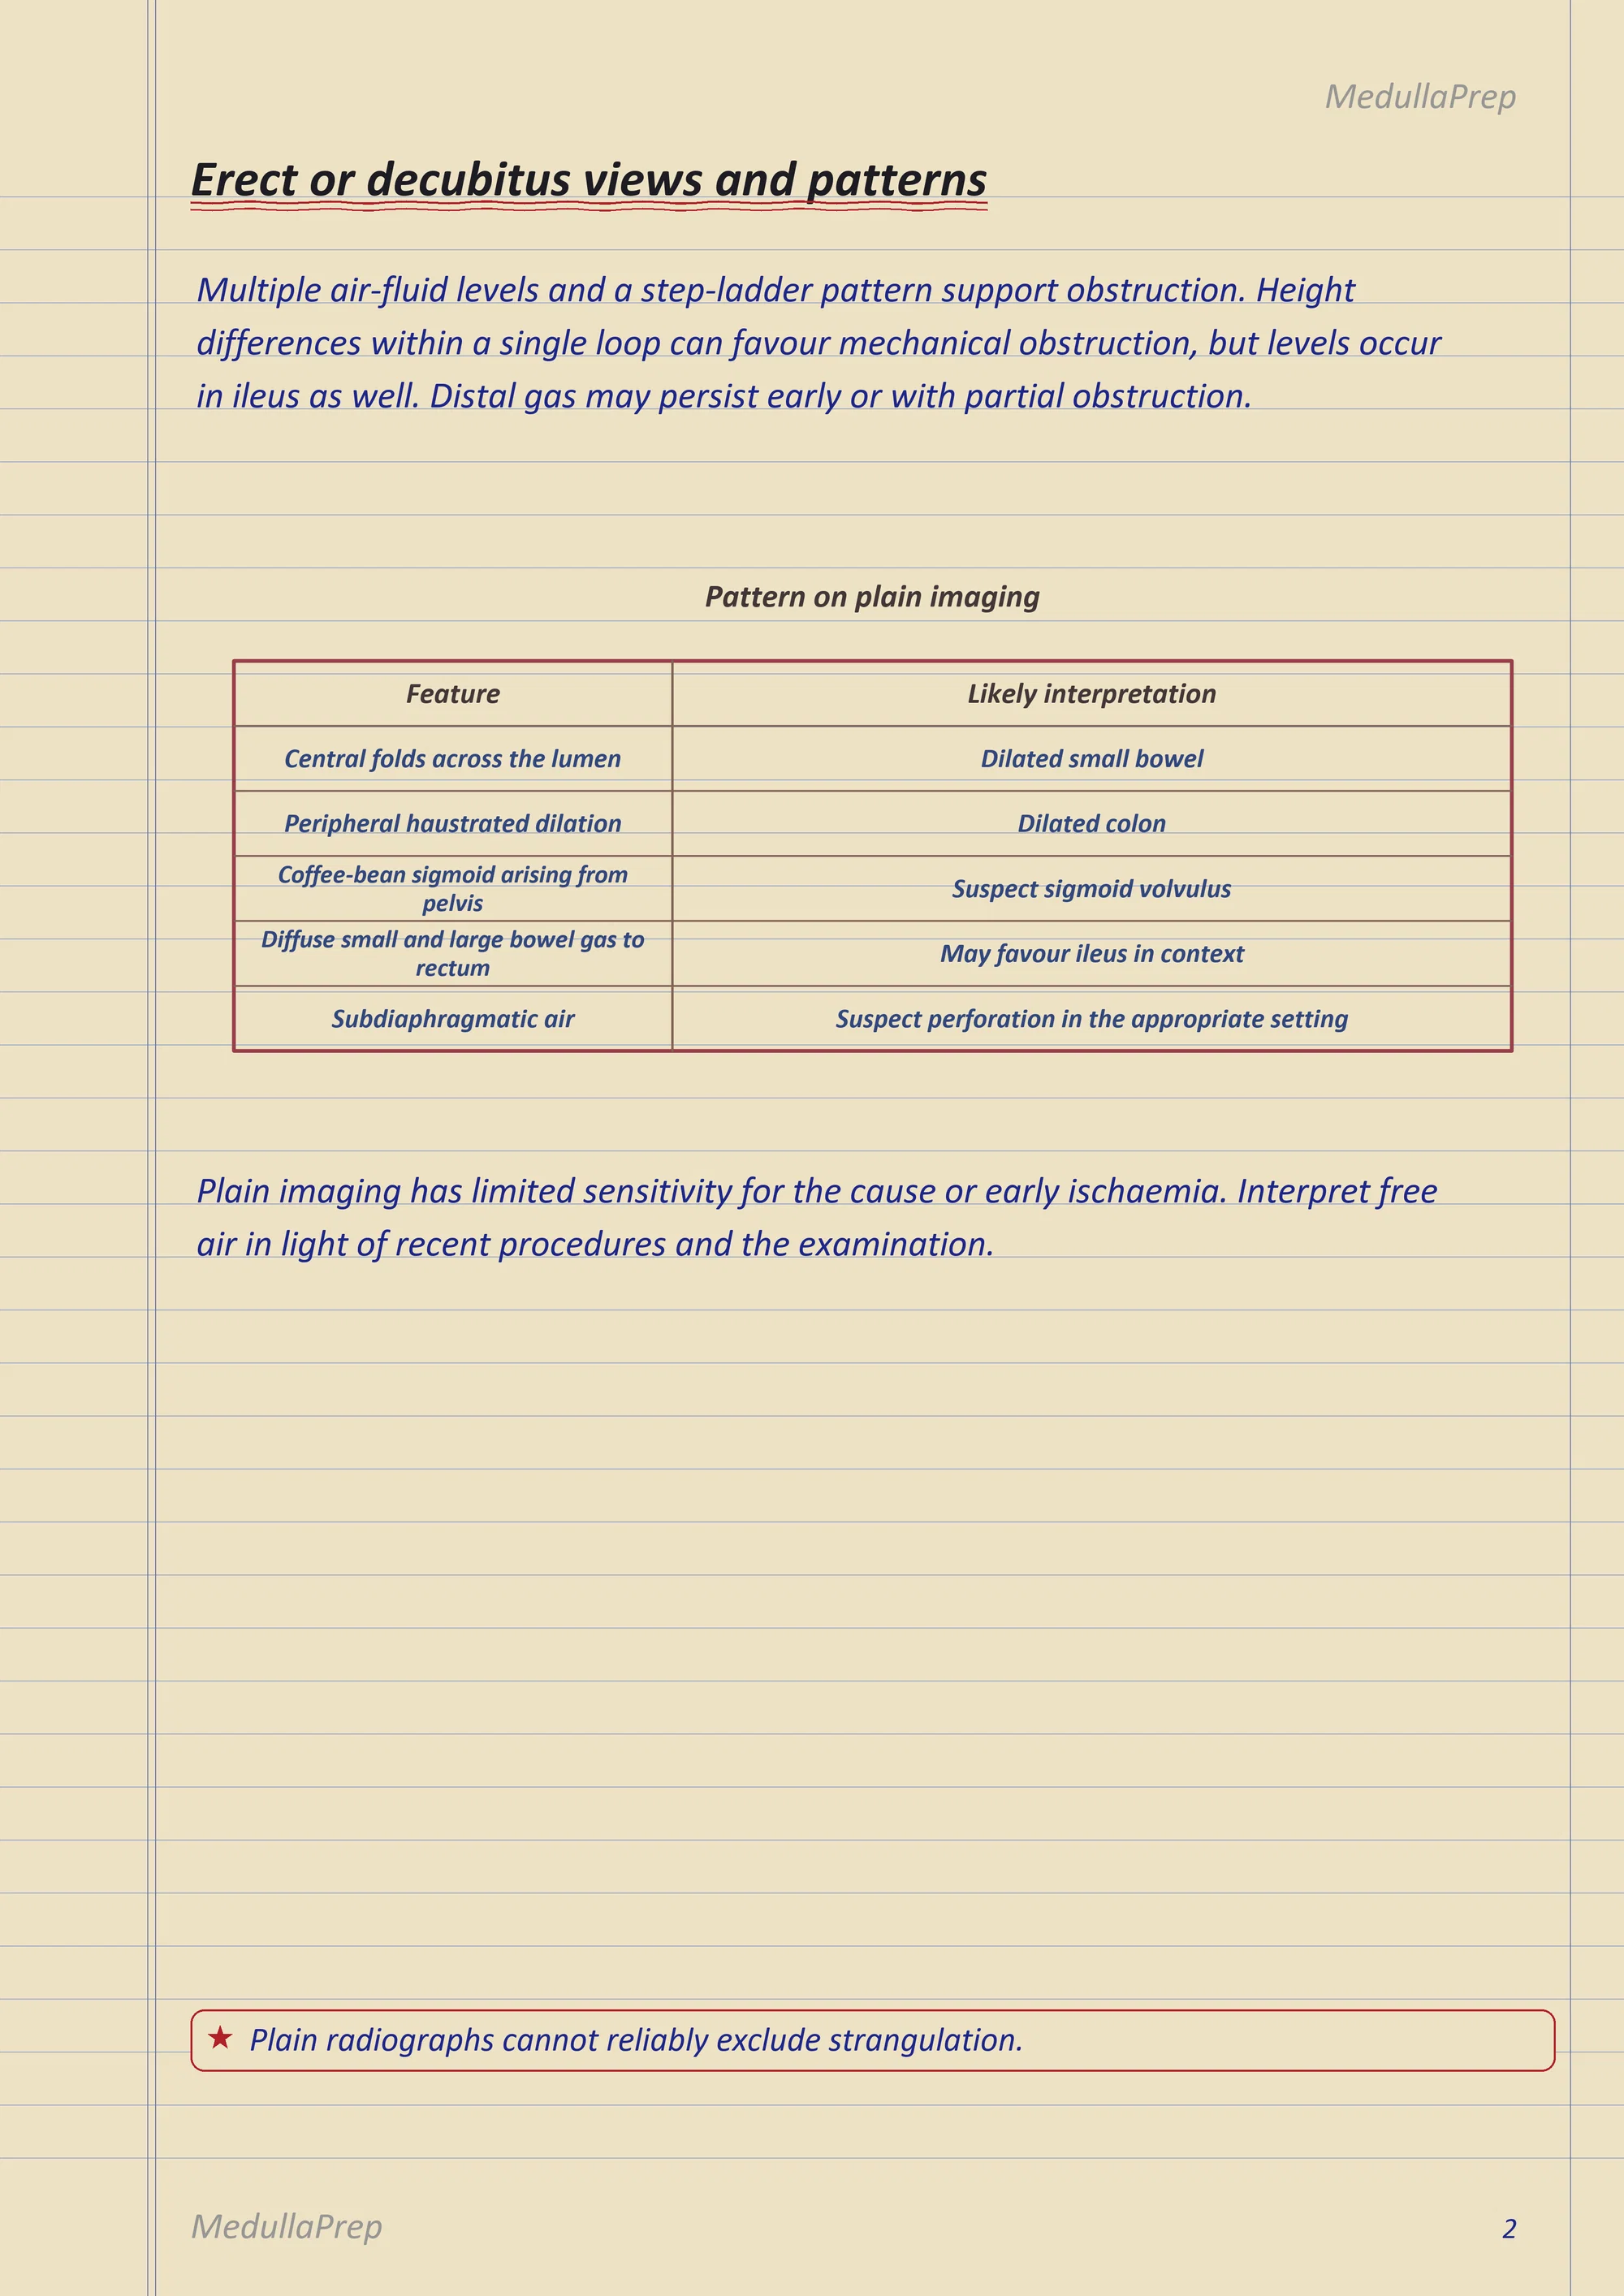 MedullaPrep
Erect or decubitus views and patterns
Multiple air-fluid levels and a step-ladder pattern support obstruction. Height
differences within a single loop can favour mechanical obstruction, but levels occur
in ileus as well. Distal gas may persist early or with partial obstruction.
Pattern on plain imaging
Feature Likely interpretation
Central folds across the lumen Dilated small bowel
Peripheral haustrated dilation Dilated colon
Coffee-bean sigmoid arising from
pelvis
Suspect sigmoid volvulus
Diffuse small and large bowel gas to
rectum
May favour ileus in context
Subdiaphragmatic air Suspect perforation in the appropriate setting
Plain imaging has limited sensitivity for the cause or early ischaemia. Interpret free
air in light of recent procedures and the examination.
★ Plain radiographs cannot reliably exclude strangulation.
MedullaPrep 2